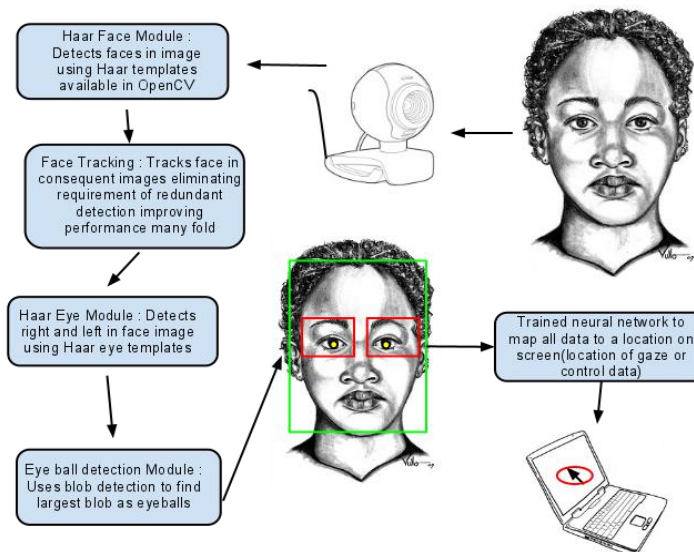 Haar Face Module :
Detects faces in image
using Haar templates
available in OpenCV
Face Tracking : Tracks face in
consequent images eliminating
requirement of redundant
detection improving
performance many fold
Haar Eye Module : Detects
right and left in face image
using Haar eye templates
Eye ball detection Module :
Uses blob detection to find
largest blob as eyeballs
Trained neural network to
map all data to a location on
screen(location of gaze or
control data)